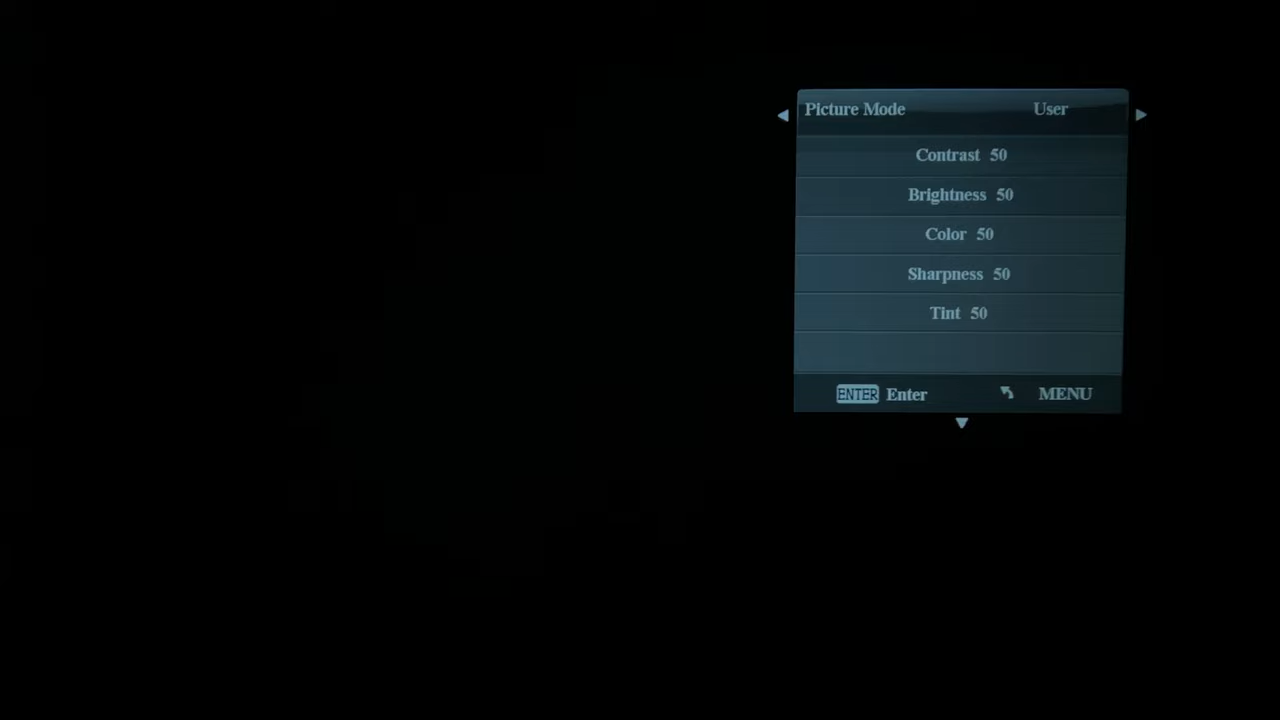 Picture Mode User
Contrast 50
Brightness 50
Color 50
Sharpness 50
Tint 50
ENTER Enter MENU